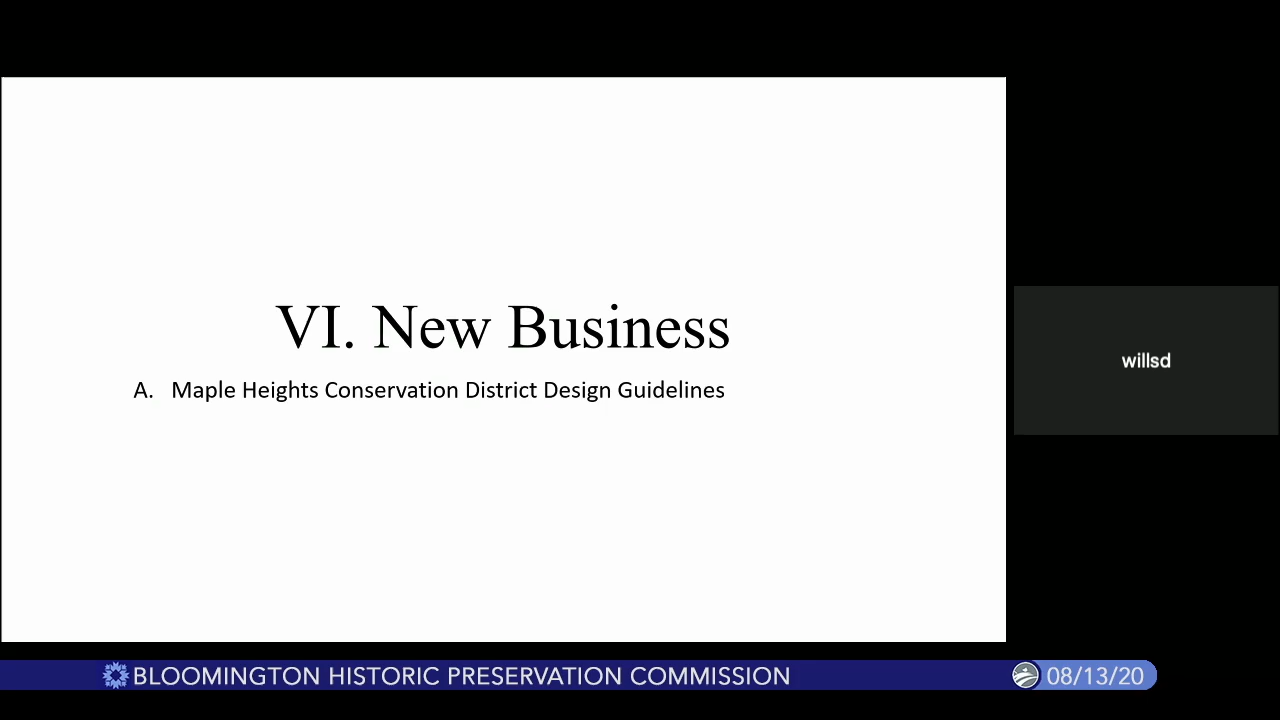 VI. New Business
A. Maple Heights Conservation District Design Guidelines
willsd
BLOOMINGTON HISTORIC PRESERVATION COMMISSION
08/13/20